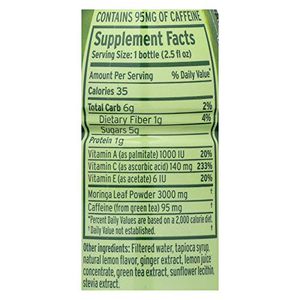 CONTAINS 95MG OF CAFFEINE
Supplement Facts
Serving Size: 1 bottle (2.5 fl oz)
Amount Per Serving % Daily Value*
Calories 35
Total Carb 6g 2%
Dietary Fiber 1g 4%
Sugars 5g
Protein 1g
Vitamin A (as palmitate) 1000 IU 20%
Vitamin C (as ascorbic acid) 140 mg 233%
Vitamin E (as acetate) 6 IU 20%
Moringa Leaf Powder 3000 mg †
Caffeine (from green tea) 95 mg †
*Percent Daily Values are based on a 2,000 calorie diet.
† Daily Value not established.
Other ingredients: Filtered water, tapioca syrup,
natural lemon flavor, ginger extract, lemon juice
concentrate, green tea extract, sunflower lecithin,
stevia extract.